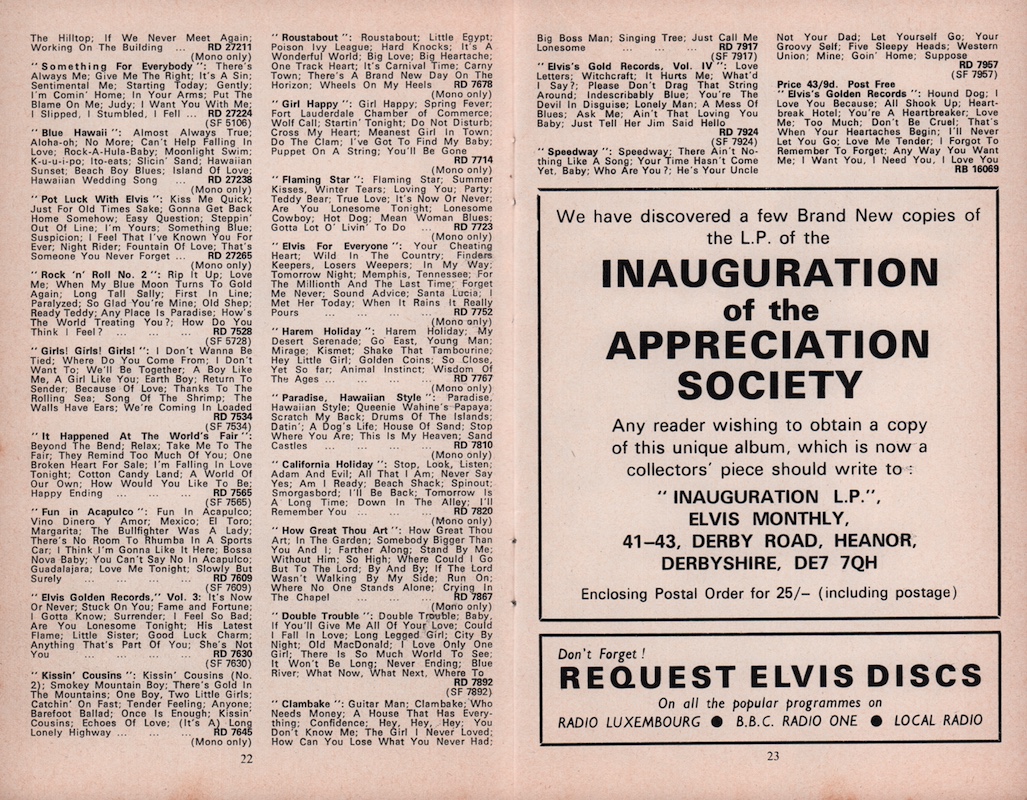 The Hilltop; If We Never Meet Again;
Working On The Building ... RD 27211
(Mono only)
"Something For Everybody": There's
Always Me; Give Me The Right; It's A Sin;
Sentimental Me; Starting Today; Gently;
I'm Comin' Home; In Your Arms; Put The
Blame On Me; Judy; I Want You With Me;
I Slipped, I Stumbled, I Fell ... RD 27224
(SF 5106)
"Blue Hawaii": Almost Always True;
Aloha-oh; No More; Can't Help Falling In
Love; Rock-A-Hula-Baby; Moonlight Swim;
K-u-u-i-po; Ito-eats; Slicin' Sand; Hawaiian
Sunset; Beach Boy Blues; Island Of Love;
Hawaiian Wedding Song ... RD 27238
(Mono only)
"Pot Luck With Elvis": Kiss Me Quick;
Just For Old Times Sake; Gonna Get Back
Home Somehow; Easy Question; Steppin'
Out Of Line; I'm Yours; Something Blue;
Suspicion; I Feel That I've Known You For
Ever; Night Rider; Fountain Of Love; That's
Someone You Never Forget ... RD 27265
(Mono only)
"Rock 'n' Roll No. 2": Rip It Up; Love
Me; When My Blue Moon Turns To Gold
Again; Long Tall Sally; First In Line;
Paralyzed; So Glad You're Mine; Old Shep;
Ready Teddy; Any Place Is Paradise; How's
The World Treating You?; How Do You
Think I Feel? ... ... ... RD 7528
(SF 5728)
"Girls! Girls! Girls!": I Don't Wanna Be
Tied; Where Do You Come From; I Don't
Want To; We'll Be Together; A Boy Like
Me, A Girl Like You; Earth Boy; Return To
Sender; Because Of Love; Thanks To The
Rolling Sea; Song Of The Shrimp; The
Walls Have Ears; We're Coming In Loaded
RD 7534
(SF 7534)
"It Happened At The World's Fair":
Beyond The Bend; Relax; Take Me To The
Fair; They Remind Too Much Of You; One
Broken Heart For Sale; I'm Falling In Love
Tonight; Cotton Candy Land; A World Of
Our Own; How Would You Like To Be;
Happy Ending ... ... ... RD 7565
(SF 7565)
"Fun in Acapulco": Fun In Acapulco;
Vino Dinero Y Amor; Mexico; El Toro;
Margarita; The Bullfighter Was A Lady;
There's No Room To Rhumba In A Sports
Car; I Think I'm Gonna Like It Here; Bossa
Nova Baby; You Can't Say No In Acapulco;
Guadalajara; Love Me Tonight; Slowly But
Surely ... ... ... ... RD 7609
(SF 7609)
"Elvis Golden Records," Vol. 3: It's Now
Or Never; Stuck On You; Fame and Fortune;
I Gotta Know; Surrender; I Feel So Bad;
Are You Lonesome Tonight; His Latest
Flame; Little Sister; Good Luck Charm;
Anything That's Part Of You; She's Not
You ... ... ... ... RD 7630
(SF 7630)
"Kissin' Cousins": Kissin' Cousins (No.
2); Smokey Mountain Boy; There's Gold In
The Mountains; One Boy, Two Little Girls;
Catchin' On Fast; Tender Feeling; Anyone;
Barefoot Ballad; Once Is Enough; Kissin'
Cousins; Echoes Of Love; (It's A) Long
Lonely Highway ... ... ... RD 7645
(Mono only)
22
"Roustabout": Roustabout; Little Egypt;
Poison Ivy League; Hard Knocks; It's A
Wonderful World; Big Love; Big Heartache;
One Track Heart; It's Carnival Time; Carny
Town; There's A Brand New Day On The
Horizon; Wheels On My Heels RD 7678
(Mono only)
"Girl Happy": Girl Happy; Spring Fever;
Fort Lauderdale Chamber of Commerce;
Wolf Call; Startin' Tonight; Do Not Disturb;
Cross My Heart; Meanest Girl In Town;
Do The Clam; I've Got To Find My Baby;
Puppet On A String; You'll Be Gone
RD 7714
(Mono only)
"Flaming Star": Flaming Star; Summer
Kisses, Winter Tears; Loving You; Party;
Teddy Bear; True Love; It's Now Or Never;
Are You Lonesome Tonight; Lonesome
Cowboy; Hot Dog; Mean Woman Blues;
Gotta Lot O' Livin' To Do ... RD 7723
(Mono only)
"Elvis For Everyone": Your Cheating
Heart; Wild In The Country; Finders
Keepers, Losers Weepers; In My Way;
Tomorrow Night; Memphis, Tennessee; For
The Millionth And The Last Time; Forget
Me Never; Sound Advice; Santa Lucia; I
Met Her Today; When It Rains It Really
Pours ... ... ... ... RD 7752
(Mono only)
"Harem Holiday": Harem Holiday; My
Desert Serenade; Go East, Young Man;
Mirage; Kismet; Shake That Tambourine;
Hey Little Girl; Golden Coins; So Close,
Yet So far; Animal Instinct; Wisdom Of
The Ages ... ... ... ... RD 7767
(Mono only)
"Paradise, Hawaiian Style": Paradise,
Hawaiian Style; Queenie Wahine's Papaya;
Scratch My Back; Drums Of The Islands;
Datin'; A Dog's Life; House Of Sand; Stop
Where You Are; This Is My Heaven; Sand
Castles ... ... ... ... RD 7810
(Mono only)
"California Holiday": Stop, Look, Listen;
Adam And Evil; All That I Am; Never Say
Yes; Am I Ready; Beach Shack; Spinout;
Smorgasbord; I'll Be Back; Tomorrow Is
A Long Time; Down In The Alley; I'll
Remember You ... ... ... RD 7820
(Mono only)
"How Great Thou Art": How Great Thou
Art; In The Garden; Somebody Bigger Than
You And I; Farther Along; Stand By Me;
Without Him; So High; Where Could I Go
But To The Lord; By And By; If The Lord
Wasn't Walking By My Side; Run On;
Where No One Stands Alone; Crying In
The Chapel ... ... ... RD 7867
(Mono only)
"Double Trouble": Double Trouble; Baby,
If You'll Give Me All Of Your Love; Could
I Fall In Love; Long Legged Girl; City By
Night; Old MacDonald; I Love Only One
Girl; There Is So Much World To See;
It Won't Be Long; Never Ending; Blue
River; What Now, What Next, Where To
RD 7892
(SF 7892)
"Clambake": Guitar Man; Clambake; Who
Needs Money; A House That Has Every-
thing; Confidence; Hey, Hey, Hey; You
Don't Know Me; The Girl I Never Loved;
How Can You Lose What You Never Had;
Big Boss Man; Singing Tree; Just Call Me
Lonesome ... ... ... RD 7917
(SF 7917)
"Elvis's Gold Records, Vol. IV": Love
Letters; Witchcraft; It Hurts Me; What'd
I Say?; Please Don't Drag That String
Around; Indescribably Blue; You're The
Devil In Disguise; Lonely Man; A Mess Of
Blues; Ask Me; Ain't That Loving You
Baby; Just Tell Her Jim Said Hello
RD 7924
(SF 7924)
"Speedway": Speedway; There Ain't No-
thing Like A Song; Your Time Hasn't Come
Yet, Baby; Who Are You?; He's Your Uncle
Not Your Dad; Let Yourself Go; Your
Groovy Self; Five Sleepy Heads; Western
Union; Mine; Goin' Home; Suppose
RD 7957
(SF 7957)
Price 43/9d. Post Free
"Elvis's Golden Records": Hound Dog; I
Love You Because; All Shook Up; Heart-
break Hotel; You're A Heartbreaker; Love
Me; Too Much; Don't Be Cruel; That's
When Your Heartaches Begin; I'll Never
Let You Go; Love Me Tender; I Forgot To
Remember To Forget; Any Way You Want
Me; I Want You, I Need You, I Love You
RB 16069
We have discovered a few Brand New copies of
the L.P. of the
INAUGURATION
of the
APPRECIATION
SOCIETY
Any reader wishing to obtain a copy
of this unique album, which is now a
collectors' piece should write to:
"INAUGURATION L.P.",
ELVIS MONTHLY,
41–43, DERBY ROAD, HEANOR,
DERBYSHIRE, DE7 7QH
Enclosing Postal Order for 25/– (including postage)
Don't Forget!
REQUEST ELVIS DISCS
On all the popular programmes on
RADIO LUXEMBOURG ● B.B.C. RADIO ONE ● LOCAL RADIO
23